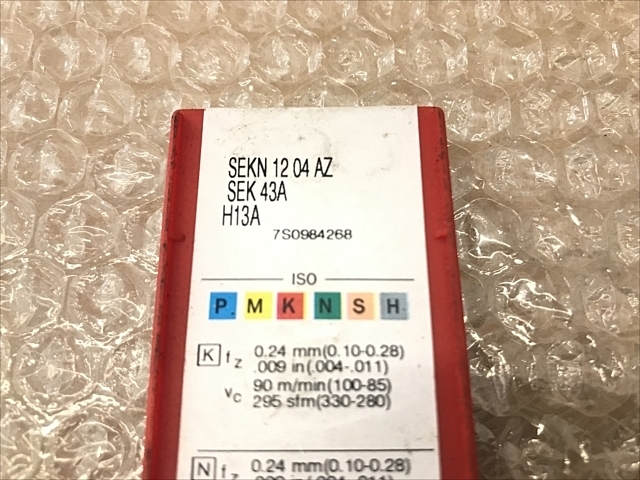 SEKN 12 04 AZ
SEK 43A
H13A
7S0984268
ISO
P M K N S H
K fz 0.24 mm(0.10-0.28)
.009 in(.004-.011)
vc 90 m/min(100-85)
295 sfm(330-280)
N fz 0.24 mm(0.10-0.28)